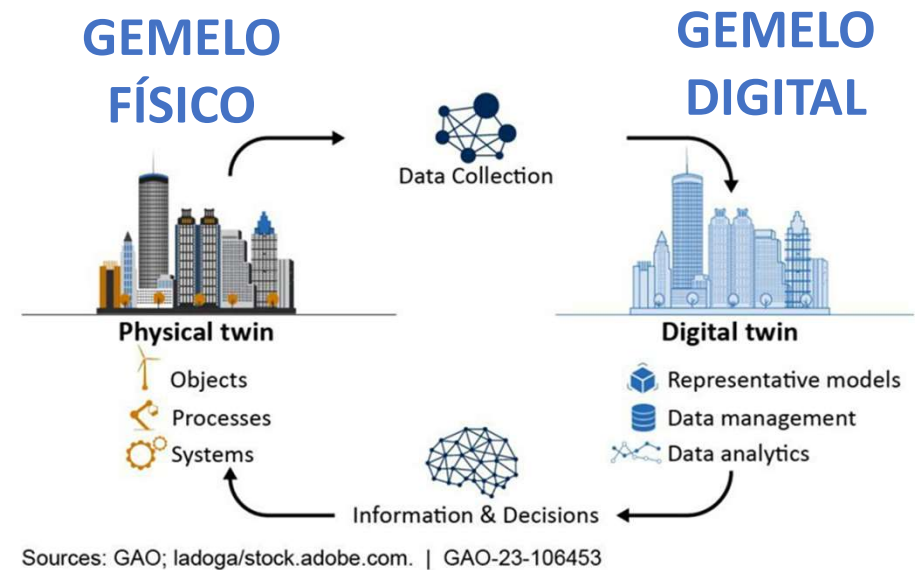 GEMELO
FÍSICO
GEMELO
DIGITAL
Data Collection
Physical twin
Objects
Processes
Systems
Digital twin
Representative models
Data management
Data analytics
Information & Decisions
Sources: GAO; ladoga/stock.adobe.com. | GAO-23-106453